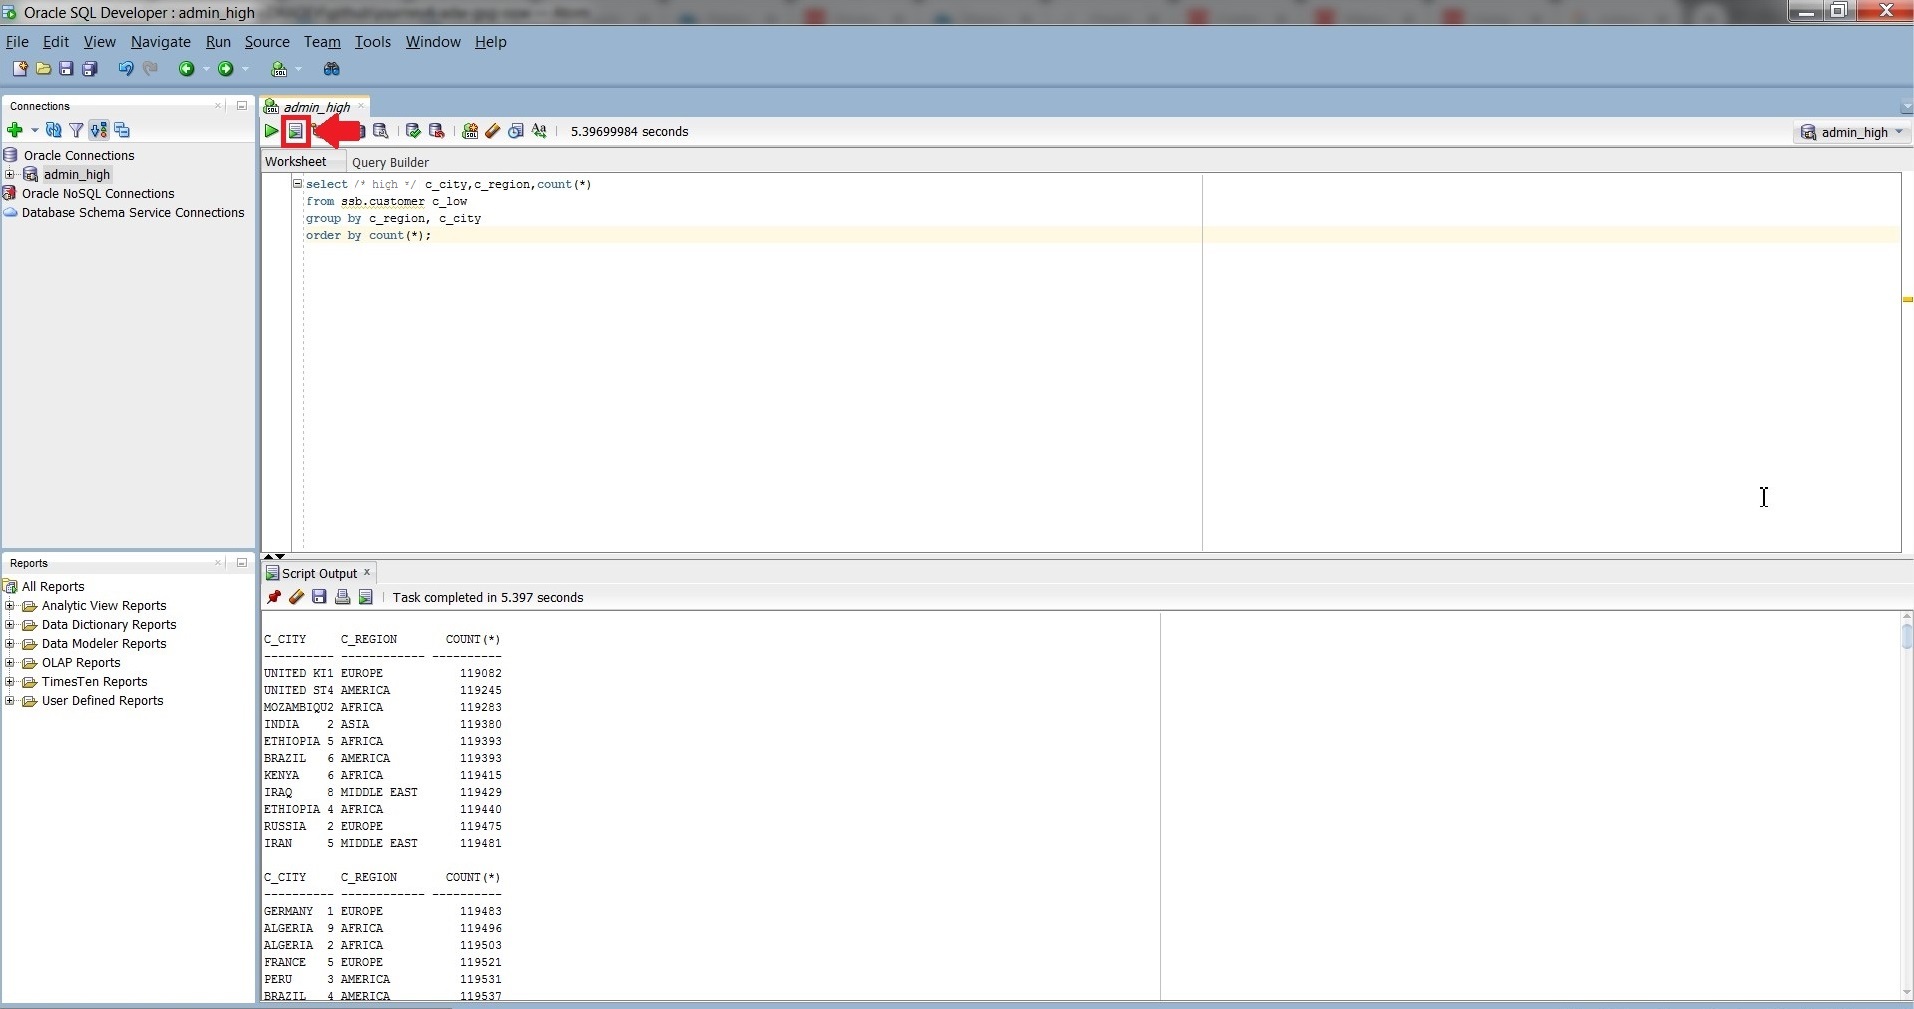 Oracle SQL Developer : admin_high
File Edit View Navigate Run Source Team Tools Window Help
Connections
admin_high
5.39699984 seconds
admin_high
Worksheet
Query Builder
Oracle Connections
admin_high
Oracle NoSQL Connections
Database Schema Service Connections
select /* high */ c_city,c_region,count(*)
from ssb.customer c_low
group by c_region, c_city
order by count(*);
Reports
All Reports
Analytic View Reports
Data Dictionary Reports
Data Modeler Reports
OLAP Reports
TimesTen Reports
User Defined Reports
Script Output
Task completed in 5.397 seconds
C_CITY     C_REGION       COUNT(*)
---------- ------------ ----------
UNITED KI1 EUROPE           119082
UNITED ST4 AMERICA          119245
MOZAMBIQU2 AFRICA           119283
INDIA    2 ASIA             119380
ETHIOPIA 5 AFRICA           119393
BRAZIL   6 AMERICA          119393
KENYA    6 AFRICA           119415
IRAQ     8 MIDDLE EAST      119429
ETHIOPIA 4 AFRICA           119440
RUSSIA   2 EUROPE           119475
IRAN     5 MIDDLE EAST      119481
C_CITY     C_REGION       COUNT(*)
---------- ------------ ----------
GERMANY  1 EUROPE           119483
ALGERIA  9 AFRICA           119496
ALGERIA  2 AFRICA           119503
FRANCE   5 EUROPE           119521
PERU     3 AMERICA          119531
BRAZIL   4 AMERICA          119537